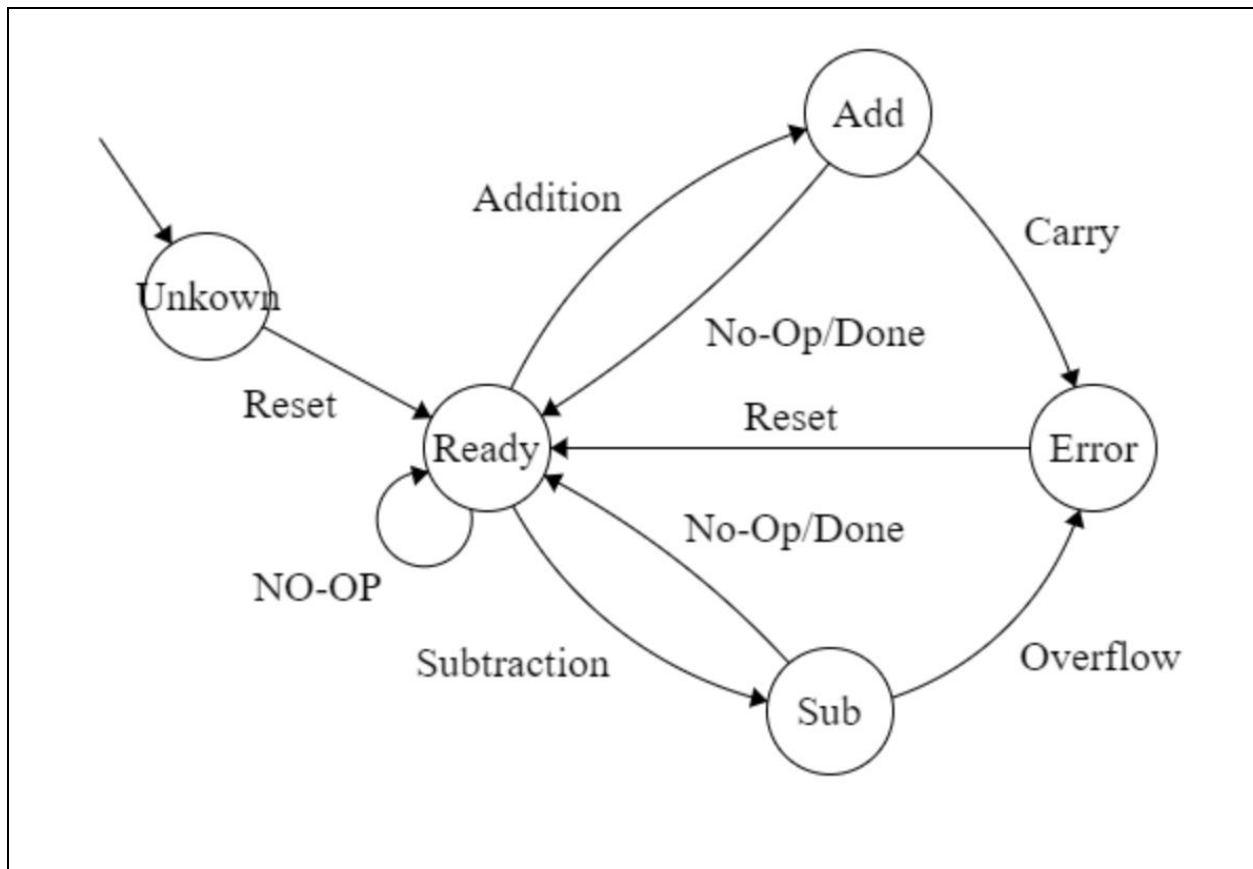 Add
Addition
Carry
Unkown
No-Op/Done
Reset
Reset
Ready
Error
No-Op/Done
NO-OP
Subtraction
Overflow
Sub